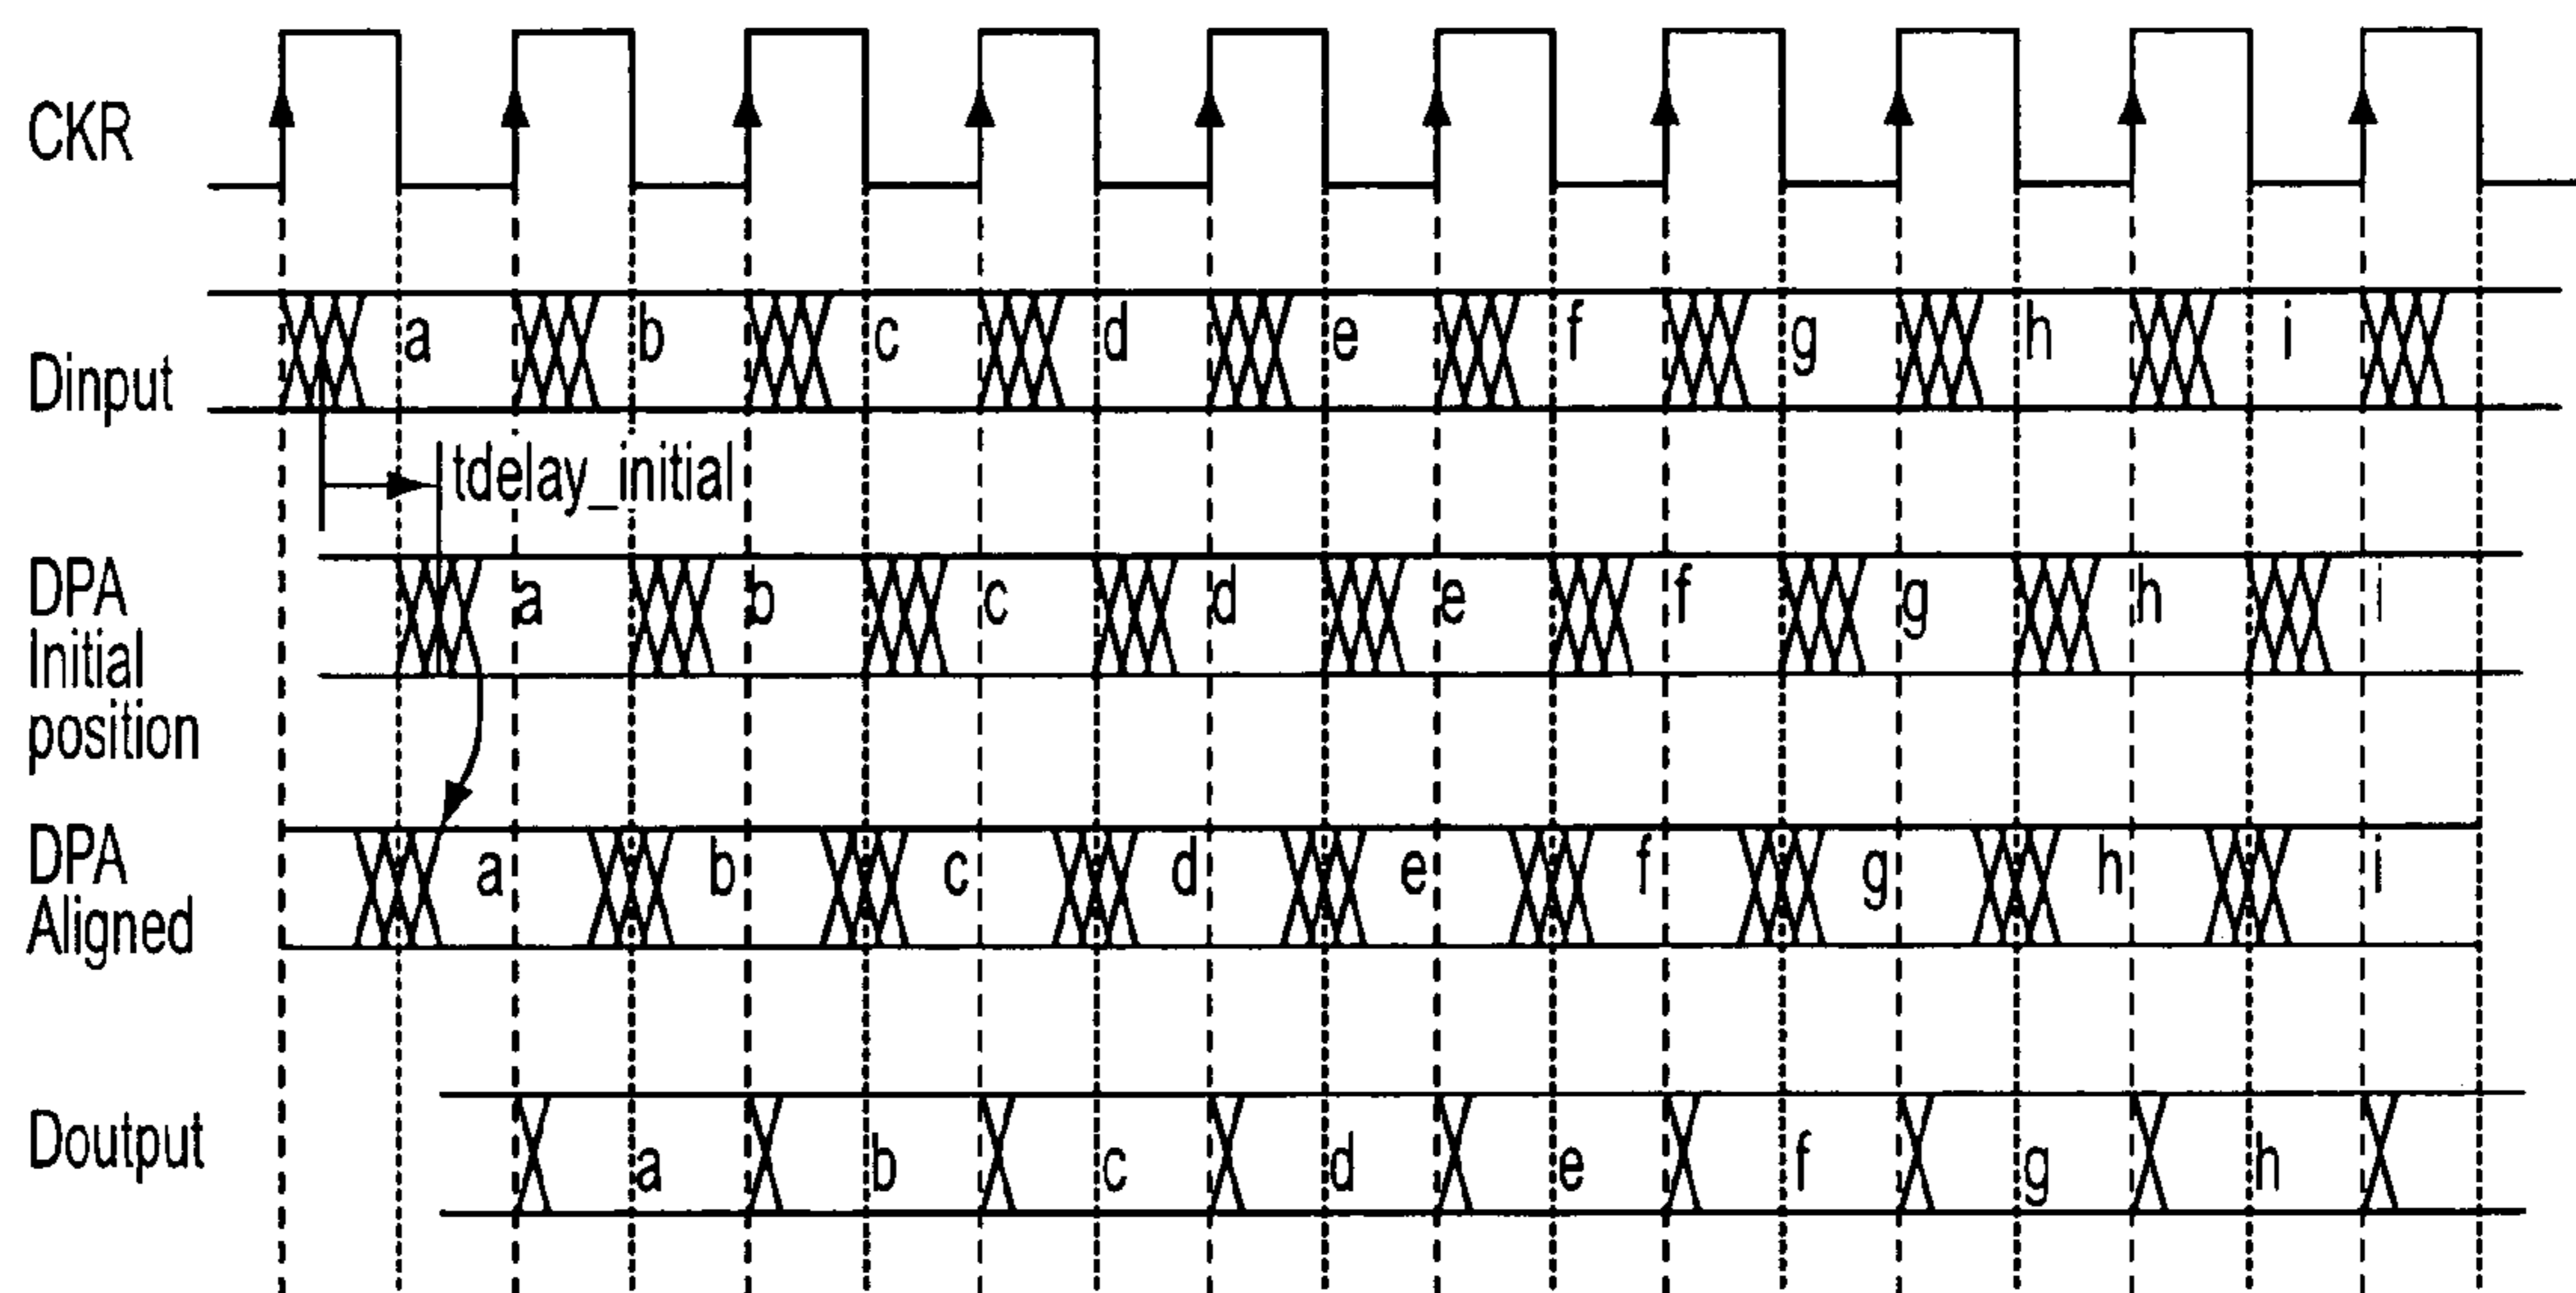 CKR
Dinput
a b c d e f g h i
tdelay_initial
DPA
Initial
position
a b c d e f g h i
DPA
Aligned
a b c d e f g h i
Doutput
a b c d e f g h